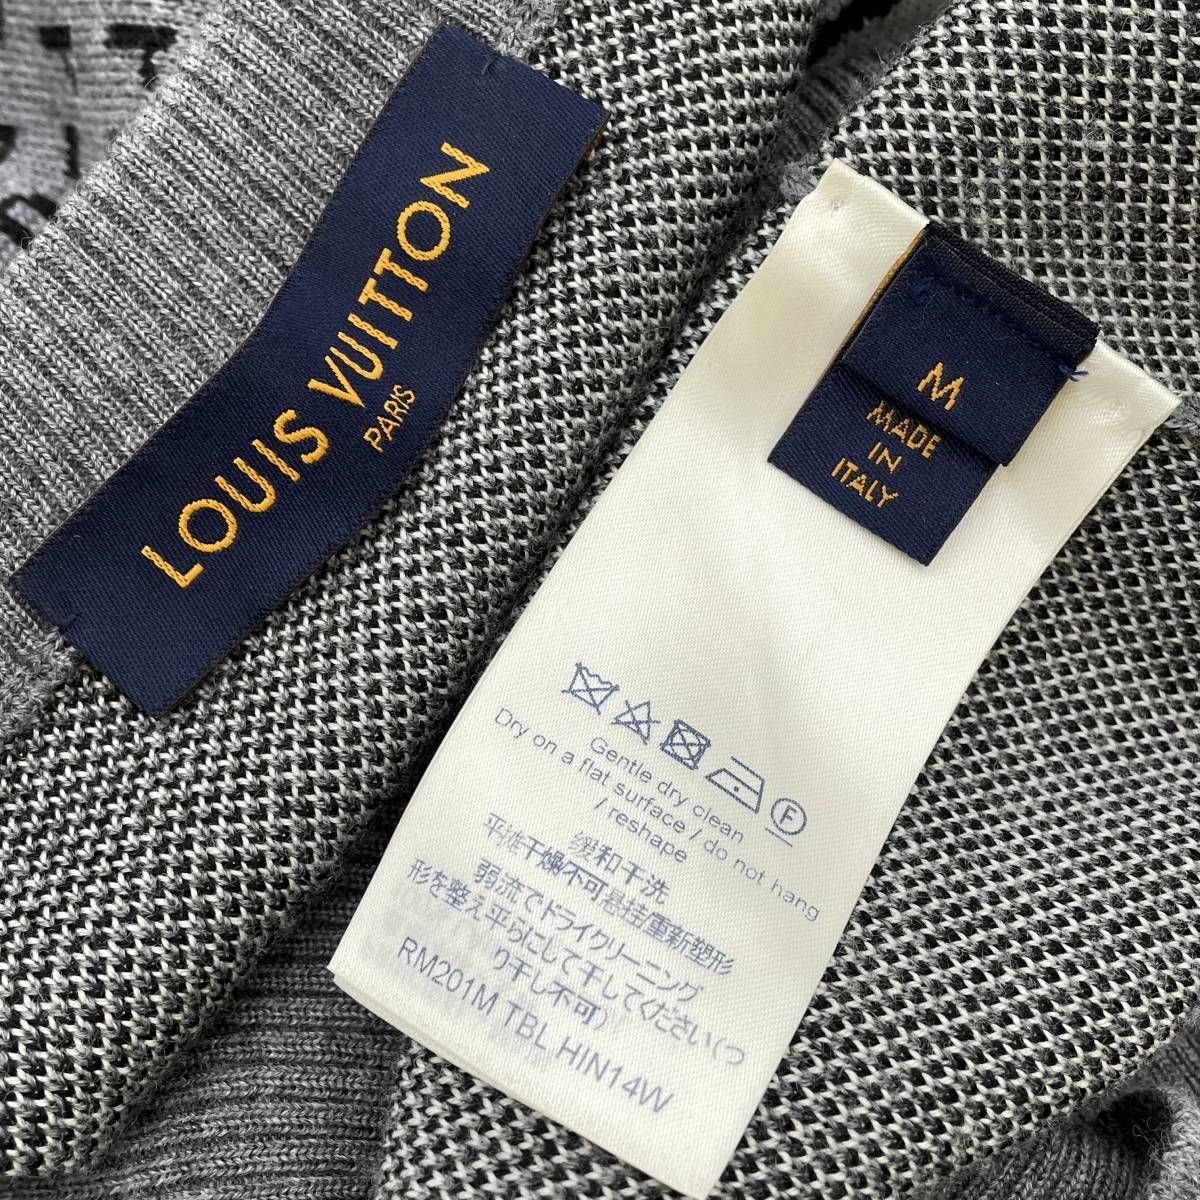 LOUIS VUITTON
PARIS
M
MADE
IN
ITALY
F
Gentle dry clean
Dry on a flat surface / do not hang
/ reshape
缓和干洗
平摊干燥不可悬挂重新塑形
弱流でドライクリーニング
形を整え平らにして干してください(つ
り干し不可)
RM201M TBL HIN14W